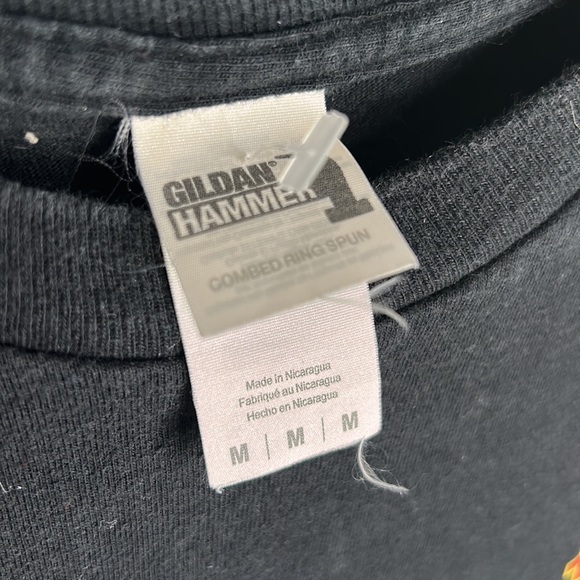 GILDAN®
HAMMER
COMBED RING SPUN
Made in Nicaragua
Fabriqué au Nicaragua
Hecho en Nicaragua
M | M | M